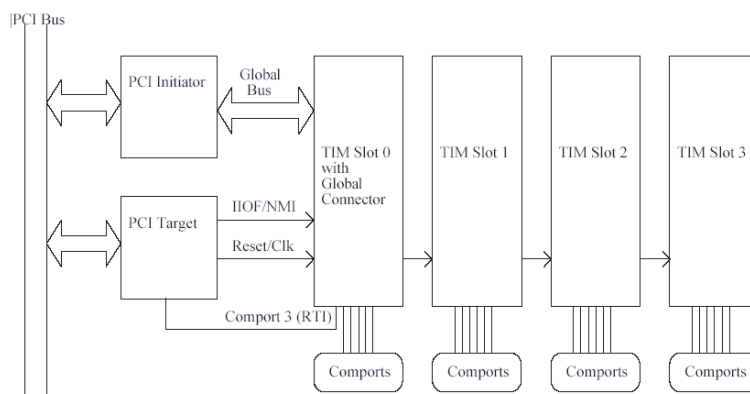 |PCI Bus
PCI Initiator
Global
Bus
TIM Slot 0
with
Global
Connector
TIM Slot 1
TIM Slot 2
TIM Slot 3
PCI Target
IIOF/NMI
Reset/Clk
Comport 3 (RTI)
Comports
Comports
Comports
Comports